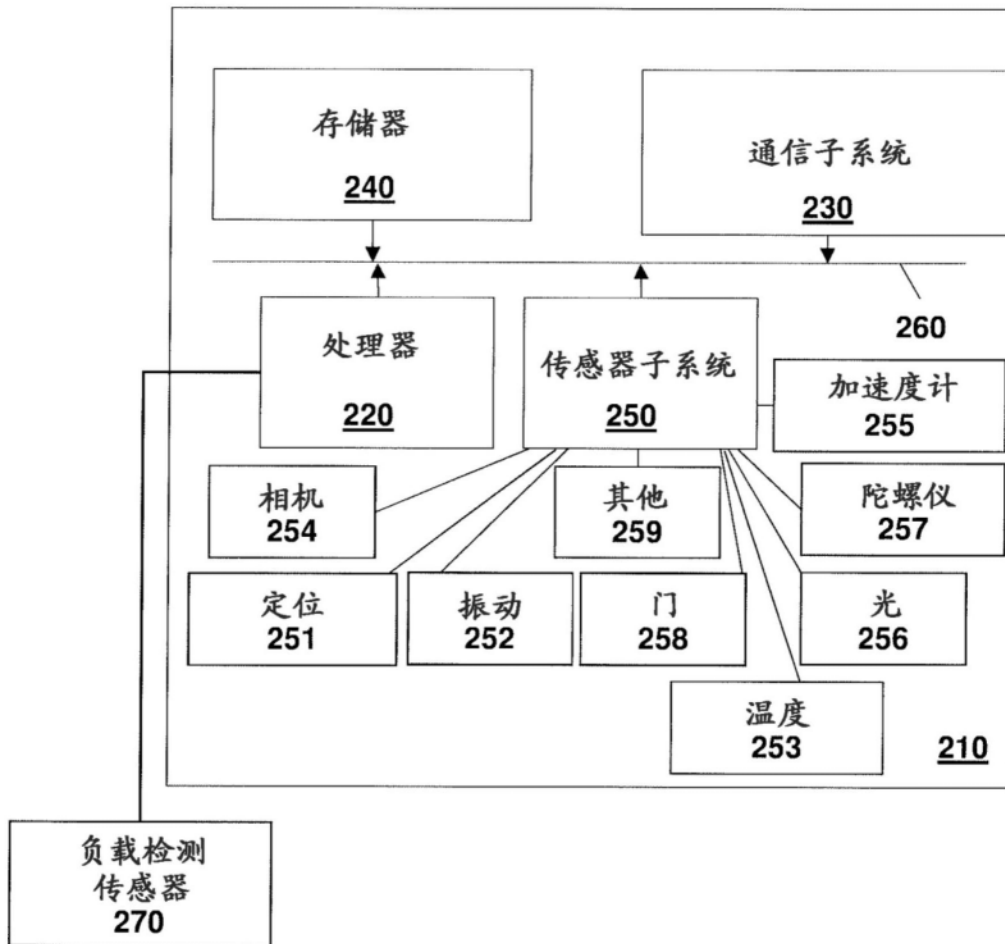 存储器
240
通信子系统
230
260
处理器
220
传感器子系统
250
加速度计
255
相机
254
其他
259
陀螺仪
257
定位
251
振动
252
门
258
光
256
温度
253
210
负载检测
传感器
270